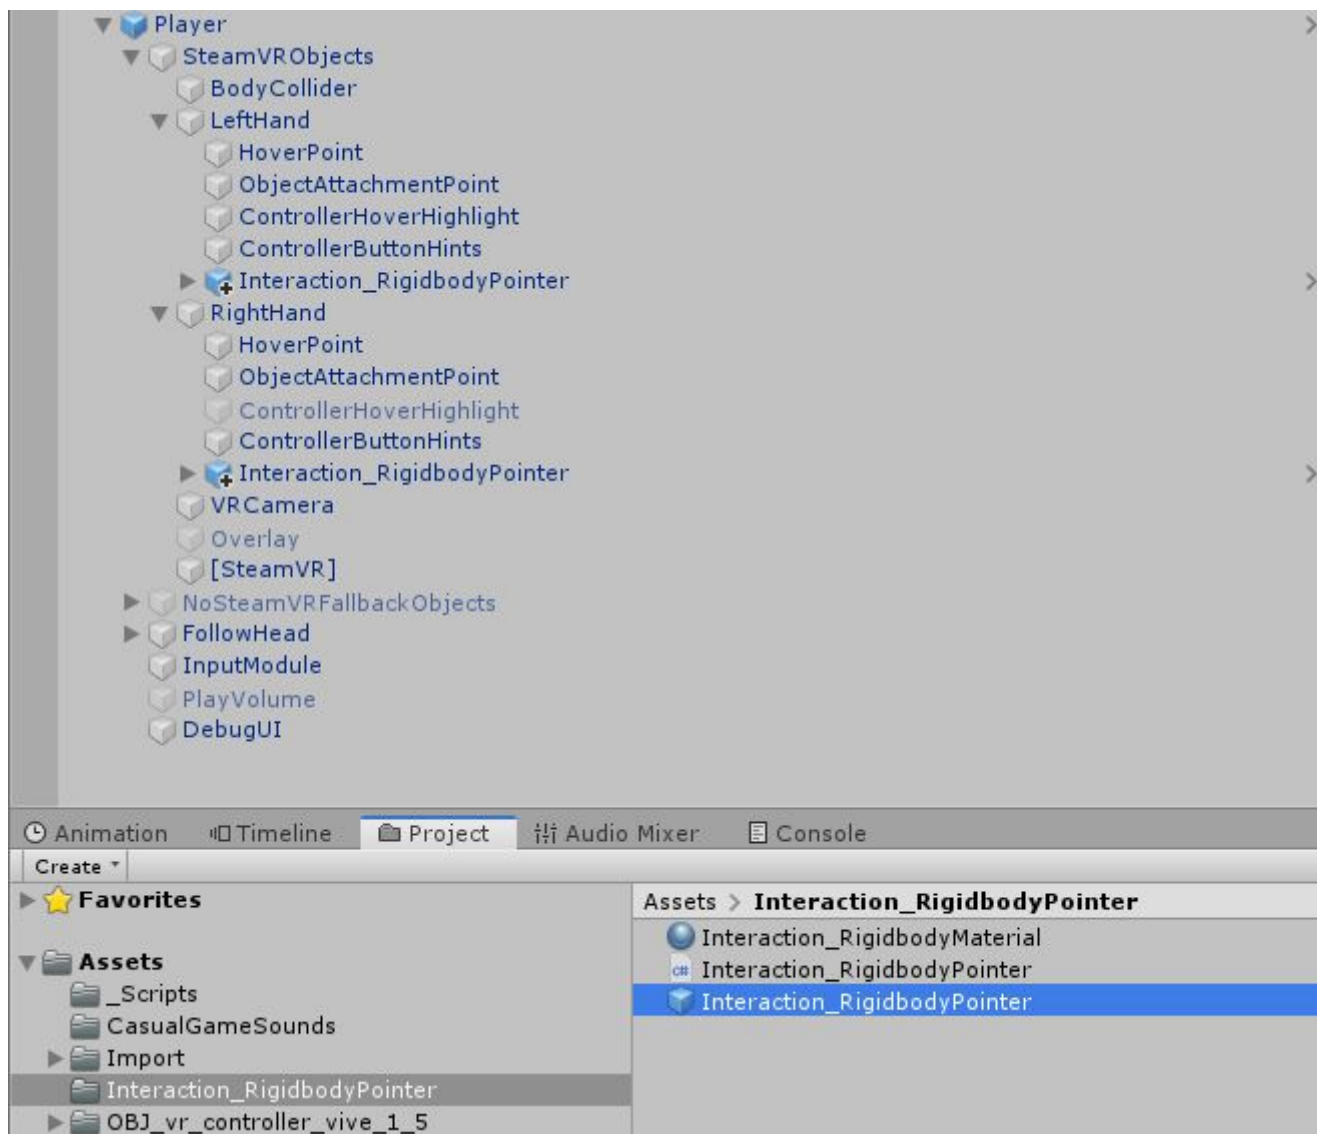 Player
SteamVRObjects
BodyCollider
LeftHand
HoverPoint
ObjectAttachmentPoint
ControllerHoverHighlight
ControllerButtonHints
Interaction_RigidbodyPointer
RightHand
HoverPoint
ObjectAttachmentPoint
ControllerHoverHighlight
ControllerButtonHints
Interaction_RigidbodyPointer
VRCamera
Overlay
[SteamVR]
NoSteamVRFallbackObjects
FollowHead
InputModule
PlayVolume
DebugUI
Animation Timeline Project Audio Mixer Console
Create
Favorites
Assets
_Scripts
CasualGameSounds
Import
Interaction_RigidbodyPointer
OBJ_vr_controller_vive_1_5
Assets > Interaction_RigidbodyPointer
Interaction_RigidbodyMaterial
c# Interaction_RigidbodyPointer
Interaction_RigidbodyPointer